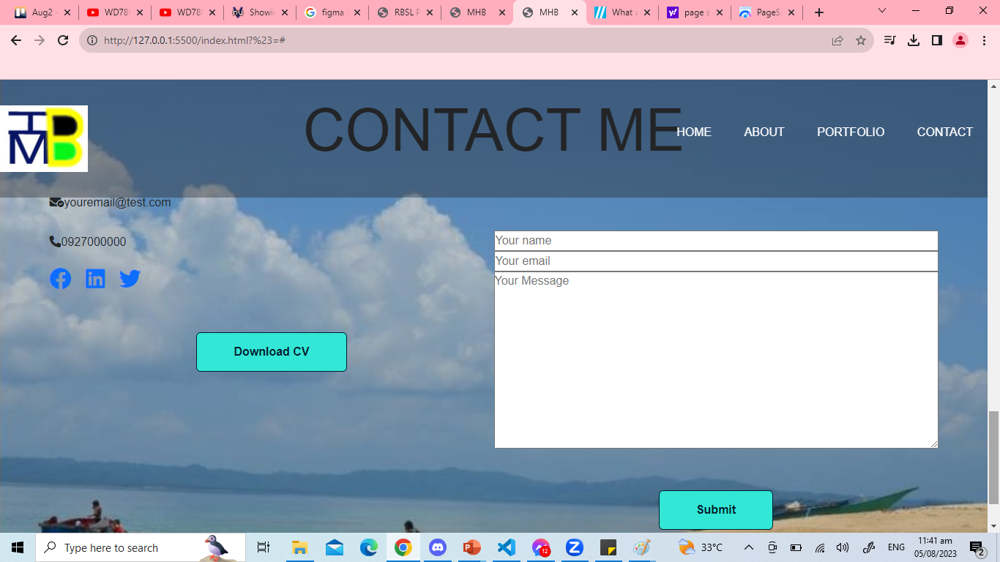 Aug2 -
WD78
WD78
Showi
figma
RBSL P
MHB
MHB
What a
page s
PageS
http://127.0.0.1:5500/index.html?%23=#
CONTACT ME
HOME
ABOUT
PORTFOLIO
CONTACT
youremail@test.com
0927000000
Your name
Your email
Your Message
Download CV
Submit
Type here to search
12
33°C
ENG
11:41 am
05/08/2023
2